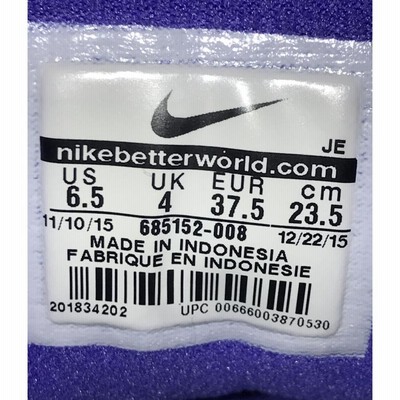 JE
nikebetterworld.com
US UK EUR cm
6.5 4 37.5 23.5
11/10/15 685152-008 12/22/15
MADE IN INDONESIA
FABRIQUE EN INDONESIE
201834202 UPC 00666003870530